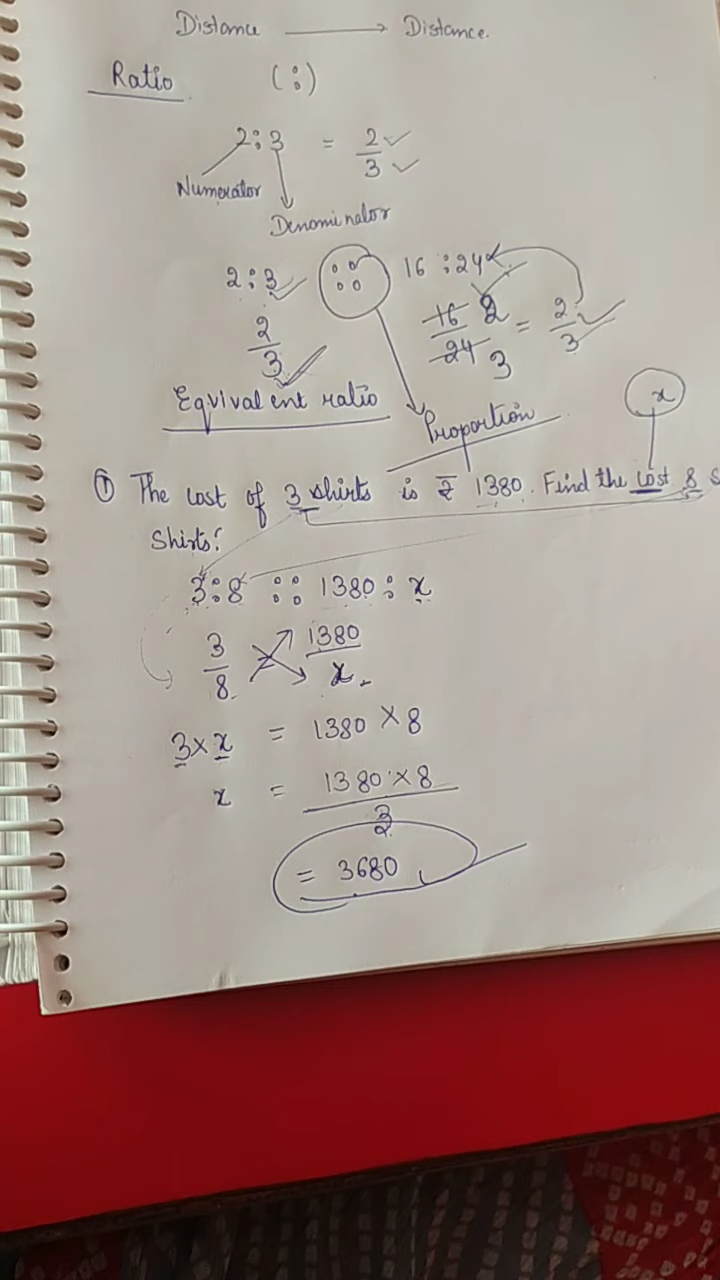 Distance → Distance.
Ratio (:)
2:3 = 2/3
Numerator
Denominator
2:3 :: 16:24
2/3 16/24 2/3 = 2/3
Equivalent ratio
Proportion
x
① The cost of 3 shirts is ₹ 1380. Find the cost 8 s
shirts?
3:8 :: 1380 : x
3/8 = 1380/x
3 × x = 1380 × 8
x = 1380 × 8 / 3
= 3680